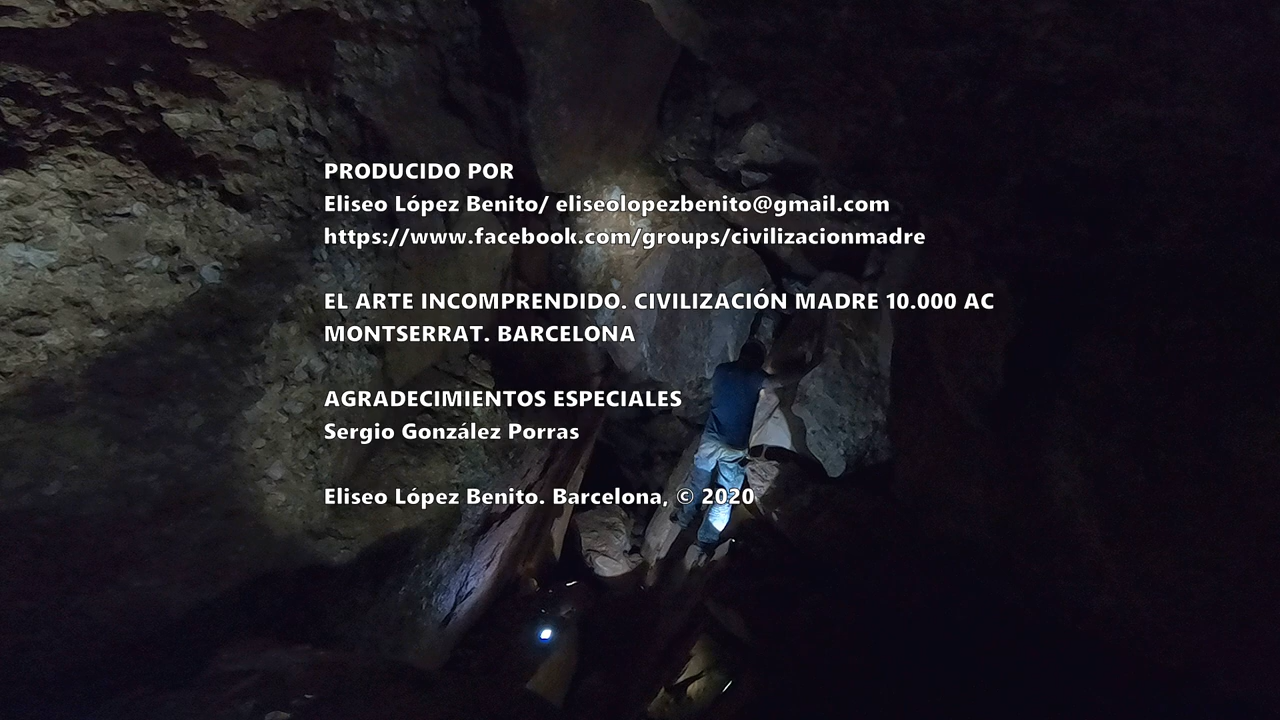 PRODUCIDO POR
Eliseo López Benito/ eliseolopezbenito@gmail.com
https://www.facebook.com/groups/civilizacionmadre
EL ARTE INCOMPRENDIDO. CIVILIZACIÓN MADRE 10.000 AC
MONTSERRAT. BARCELONA
AGRADECIMIENTOS ESPECIALES
Sergio González Porras
Eliseo López Benito. Barcelona, © 2020